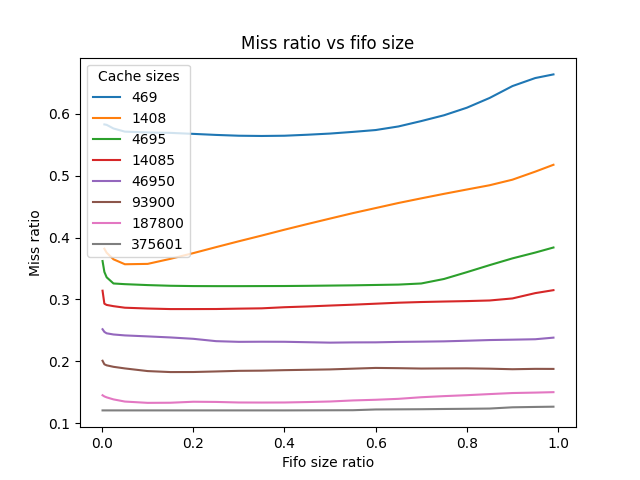 Miss ratio vs fifo size
Cache sizes
469
1408
4695
14085
46950
93900
187800
375601
Miss ratio
0.6
0.5
0.4
0.3
0.2
0.1
0.0 0.2 0.4 0.6 0.8 1.0
Fifo size ratio